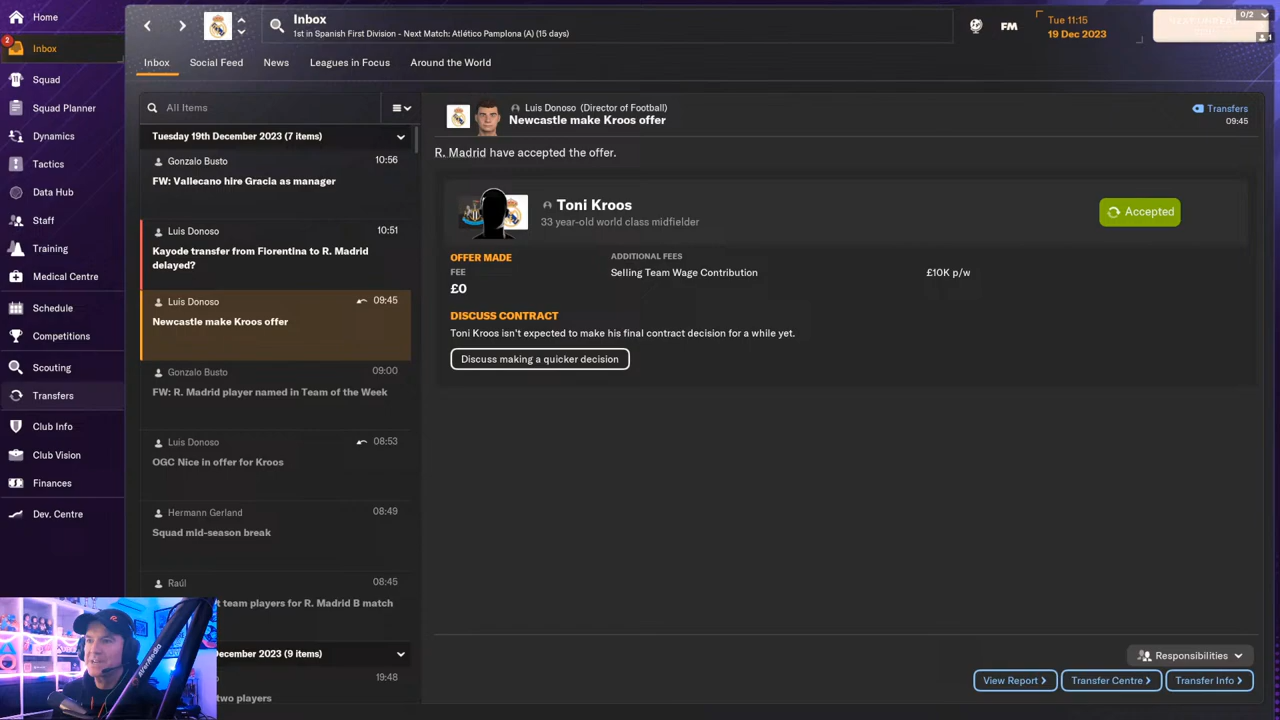 Home
2
Inbox
Squad
Squad Planner
Dynamics
Tactics
Data Hub
Staff
Training
Medical Centre
Schedule
Competitions
Scouting
Transfers
Club Info
Club Vision
Finances
Dev. Centre
Inbox
1st in Spanish First Division - Next Match: Atlético Pamplona (A) (15 days)
FM
Tue 11:15
19 Dec 2023
0/2
1
Inbox
Social Feed
News
Leagues in Focus
Around the World
All Items
Tuesday 19th December 2023 (7 items)
Gonzalo Busto 10:56
FW: Vallecano hire Gracia as manager
Luis Donoso 10:51
Kayode transfer from Fiorentina to R. Madrid
delayed?
Luis Donoso 09:45
Newcastle make Kroos offer
Gonzalo Busto 09:00
FW: R. Madrid player named in Team of the Week
Luis Donoso 08:53
OGC Nice in offer for Kroos
Hermann Gerland 08:49
Squad mid-season break
Raúl 08:45
t team players for R. Madrid B match
December 2023 (9 items)
19:48
two players
Luis Donoso (Director of Football)
Newcastle make Kroos offer
Transfers
09:45
R. Madrid have accepted the offer.
Toni Kroos
33 year-old world class midfielder
Accepted
OFFER MADE
FEE
£0
ADDITIONAL FEES
Selling Team Wage Contribution £10K p/w
DISCUSS CONTRACT
Toni Kroos isn't expected to make his final contract decision for a while yet.
Discuss making a quicker decision
Responsibilities
View Report
Transfer Centre
Transfer Info
AVerMedia